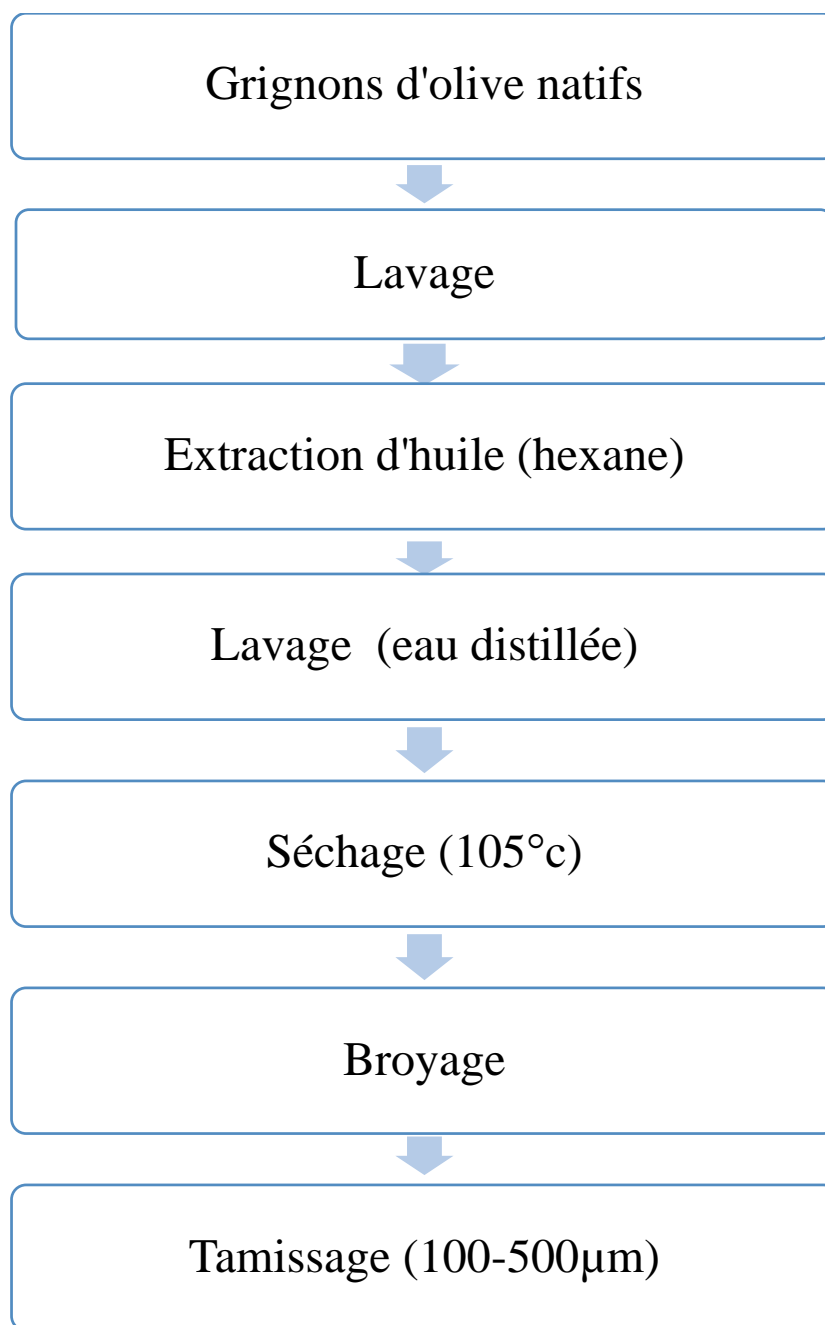 Grignons d'olive natifs
Lavage
Extraction d'huile (hexane)
Lavage  (eau distillée)
Séchage (105°c)
Broyage
Tamissage (100-500µm)